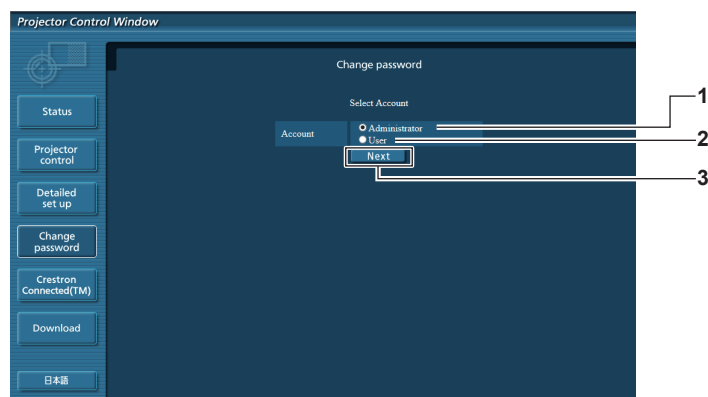 Projector Control Window
Change password
Select Account
Account
Administrator
User
Next
1
2
3
Status
Projector
control
Detailed
set up
Change
password
Crestron
Connected(TM)
Download
日本語